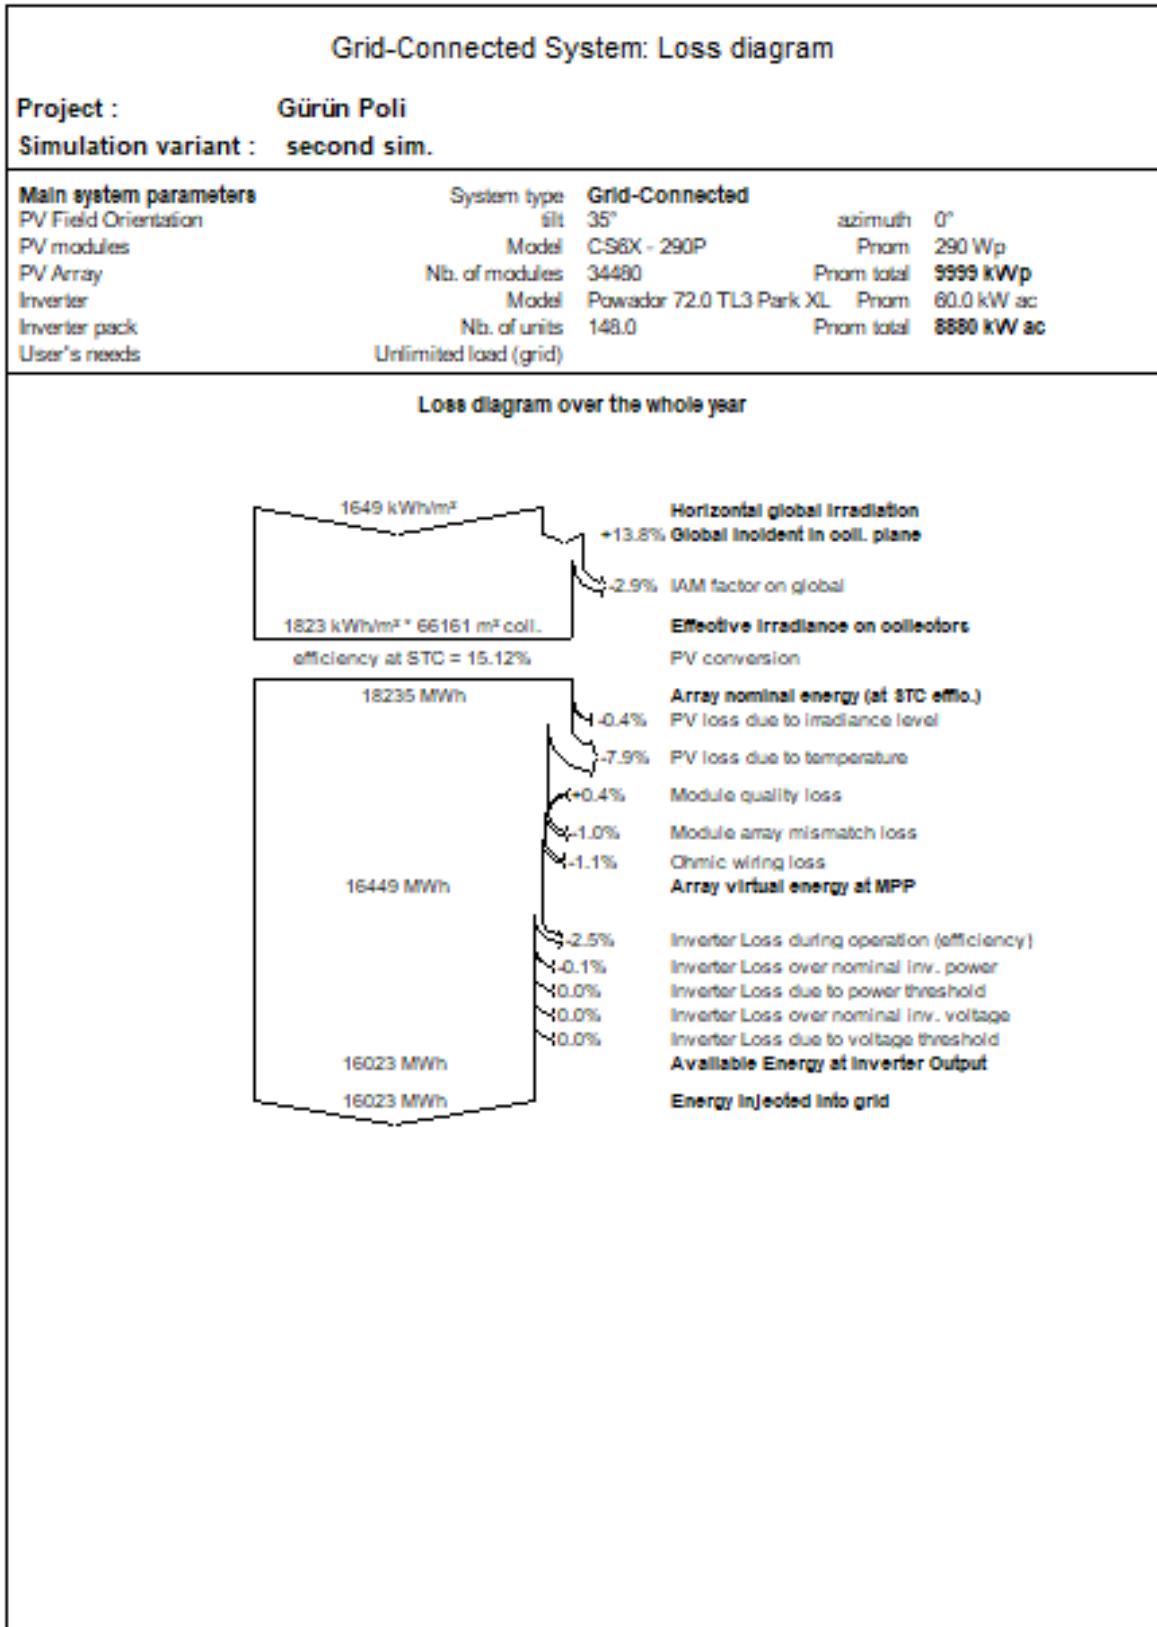 Grid-Connected System: Loss diagram
Project : Gürün Poli
Simulation variant : second sim.
Main system parameters System type Grid-Connected
PV Field Orientation tilt 35° azimuth 0°
PV modules Model CS6X - 290P Pnom 290 Wp
PV Array Nb. of modules 34480 Pnom total 9999 kWp
Inverter Model Powador 72.0 TL3 Park XL Pnom 60.0 kW ac
Inverter pack Nb. of units 148.0 Pnom total 8880 kW ac
User's needs Unlimited load (grid)
Loss diagram over the whole year
1649 kWh/m² Horizontal global irradiation
+13.8% Global incident in coll. plane
-2.9% IAM factor on global
1823 kWh/m² * 66161 m² coll. Effective irradiance on collectors
efficiency at STC = 15.12% PV conversion
18235 MWh Array nominal energy (at STC effic.)
-0.4% PV loss due to irradiance level
-7.9% PV loss due to temperature
+0.4% Module quality loss
-1.0% Module array mismatch loss
-1.1% Ohmic wiring loss
16449 MWh Array virtual energy at MPP
-2.5% Inverter Loss during operation (efficiency)
-0.1% Inverter Loss over nominal inv. power
0.0% Inverter Loss due to power threshold
0.0% Inverter Loss over nominal inv. voltage
0.0% Inverter Loss due to voltage threshold
16023 MWh Available Energy at Inverter Output
16023 MWh Energy injected into grid